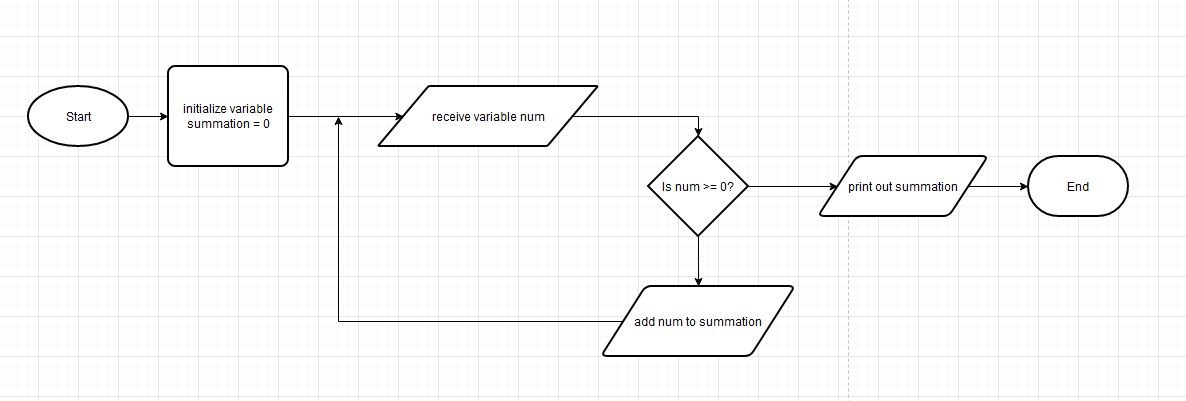 Start
initialize variable
summation = 0
receive variable num
Is num >= 0?
print out summation
End
add num to summation